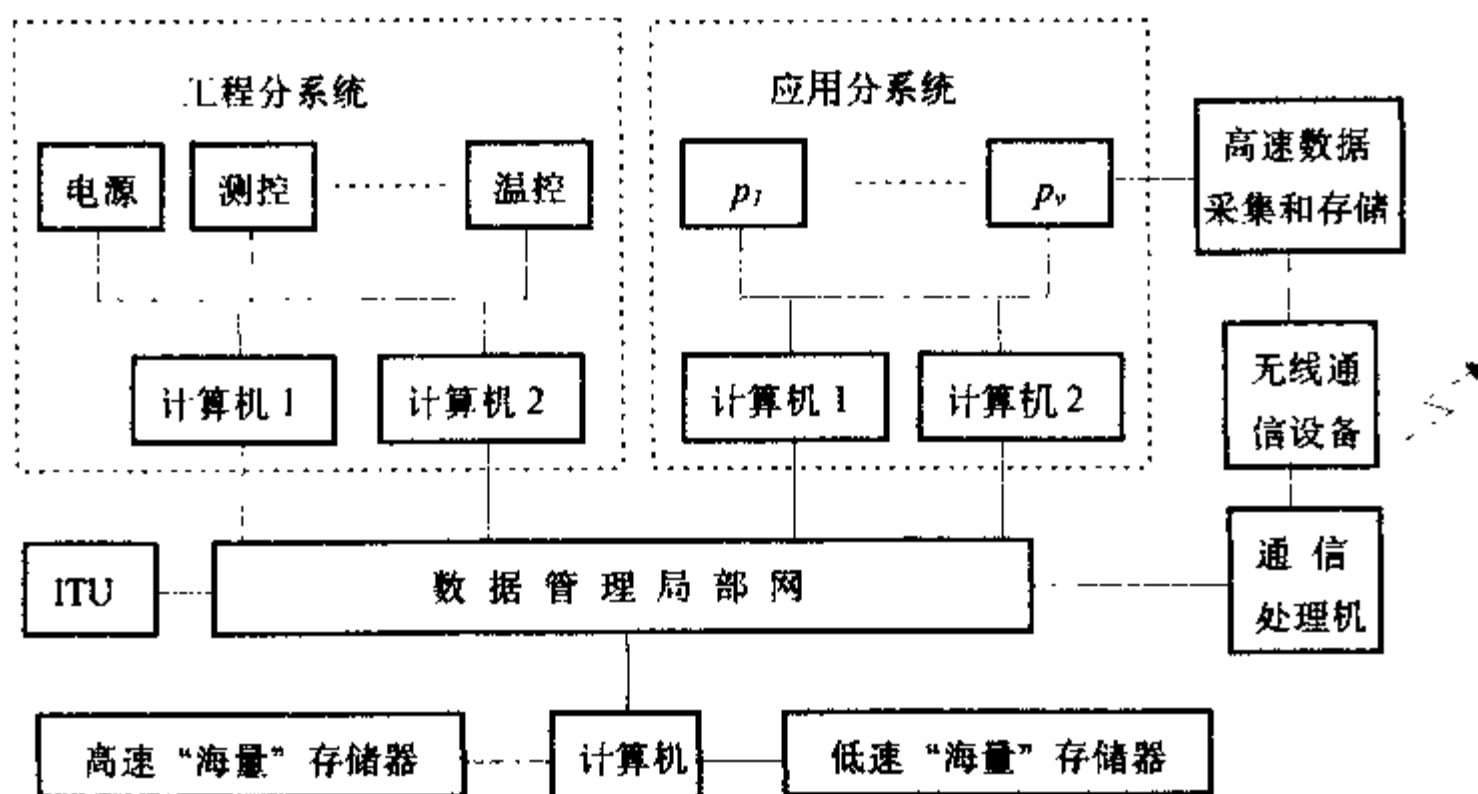 工程分系统
应用分系统
电源
测控
温控
p₁
pᵥ
高速数据
采集和存储
计算机 1
计算机 2
计算机 1
计算机 2
无线通
信设备
ITU
数据管理局部网
通信
处理机
高速“海量”存储器
计算机
低速“海量”存储器